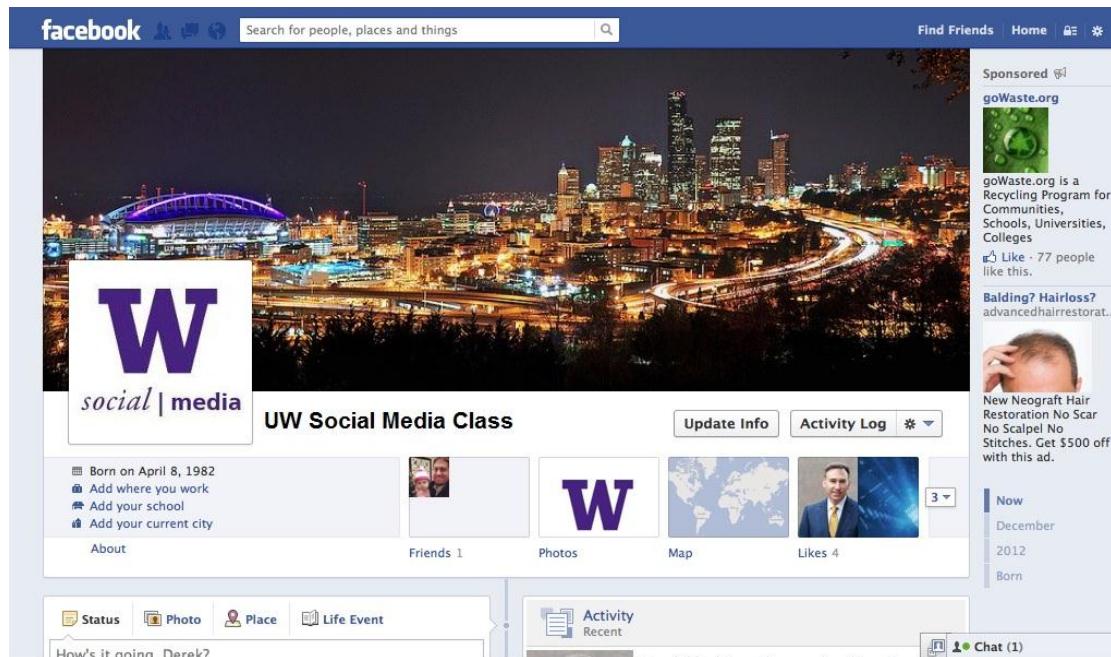 facebook
Search for people, places and things
Find Friends
Home
Sponsored
goWaste.org
goWaste.org is a
Recycling Program for
Communities,
Schools, Universities,
Colleges
Like · 77 people
like this.
Balding? Hairloss?
advancedhairrestorat..
New Neograft Hair
Restoration No Scar
No Scalpel No
Stitches. Get $500 off
with this ad.
W
social | media
UW Social Media Class
Update Info
Activity Log
Born on April 8, 1982
Add where you work
Add your school
Add your current city
About
W
3
Friends 1
Photos
Map
Likes 4
Now
December
2012
Born
Status
Photo
Place
Life Event
Activity
Recent
How's it going, Derek?
Chat (1)